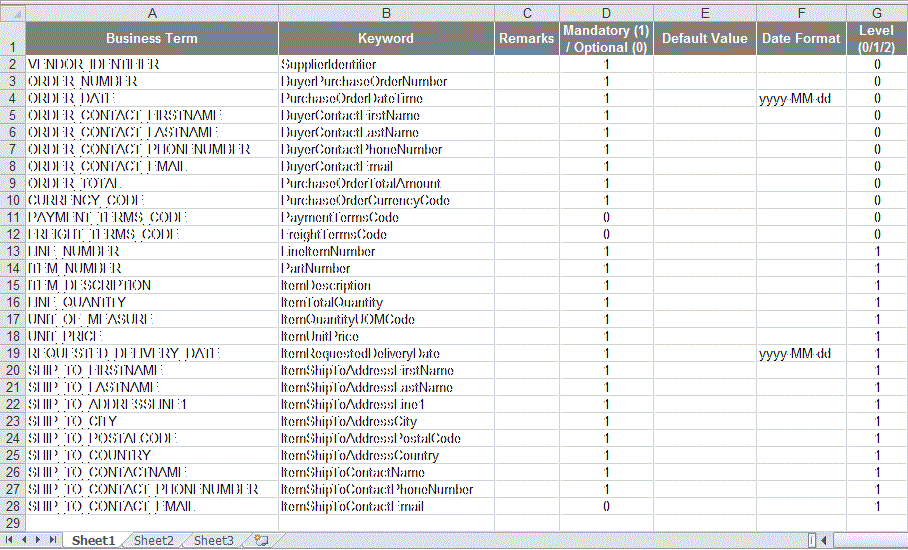 A B C D E F G
1 Business Term Keyword Remarks Mandatory (1) / Optional (0) Default Value Date Format Level (0/1/2)
2 VENDOR_IDENTIFIER SupplierIdentifier 1 0
3 ORDER_NUMBER BuyerPurchaseOrderNumber 1 0
4 ORDER_DATE PurchaseOrderDateTime 1 yyyy-MM-dd 0
5 ORDER_CONTACT_FIRSTNAME BuyerContactFirstName 1 0
6 ORDER_CONTACT_LASTNAME BuyerContactLastName 1 0
7 ORDER_CONTACT_PHONENUMBER BuyerContactPhoneNumber 1 0
8 ORDER_CONTACT_EMAIL BuyerContactEmail 1 0
9 ORDER_TOTAL PurchaseOrderTotalAmount 1 0
10 CURRENCY_CODE PurchaseOrderCurrencyCode 1 0
11 PAYMENT_TERMS_CODE PaymentTermsCode 0 0
12 FREIGHT_TERMS_CODE FreightTermsCode 0 0
13 LINE_NUMBER LineItemNumber 1 1
14 ITEM_NUMBER PartNumber 1 1
15 ITEM_DESCRIPTION ItemDescription 1 1
16 LINE_QUANTITY ItemTotalQuantity 1 1
17 UNIT_OF_MEASURE ItemQuantityUOMCode 1 1
18 UNIT_PRICE ItemUnitPrice 1 1
19 REQUESTED_DELIVERY_DATE ItemRequestedDeliveryDate 1 yyyy-MM-dd 1
20 SHIP_TO_FIRSTNAME ItemShipToAddressFirstName 1 1
21 SHIP_TO_LASTNAME ItemShipToAddressLastName 1 1
22 SHIP_TO_ADDRESSLINE1 ItemShipToAddressLine1 1 1
23 SHIP_TO_CITY ItemShipToAddressCity 1 1
24 SHIP_TO_POSTALCODE ItemShipToAddressPostalCode 1 1
25 SHIP_TO_COUNTRY ItemShipToAddressCountry 1 1
26 SHIP_TO_CONTACTNAME ItemShipToContactName 1 1
27 SHIP_TO_CONTACT_PHONENUMBER ItemShipToContactPhoneNumber 1 1
28 SHIP_TO_CONTACT_EMAIL ItemShipToContactEmail 0 1
29
Sheet1 Sheet2 Sheet3